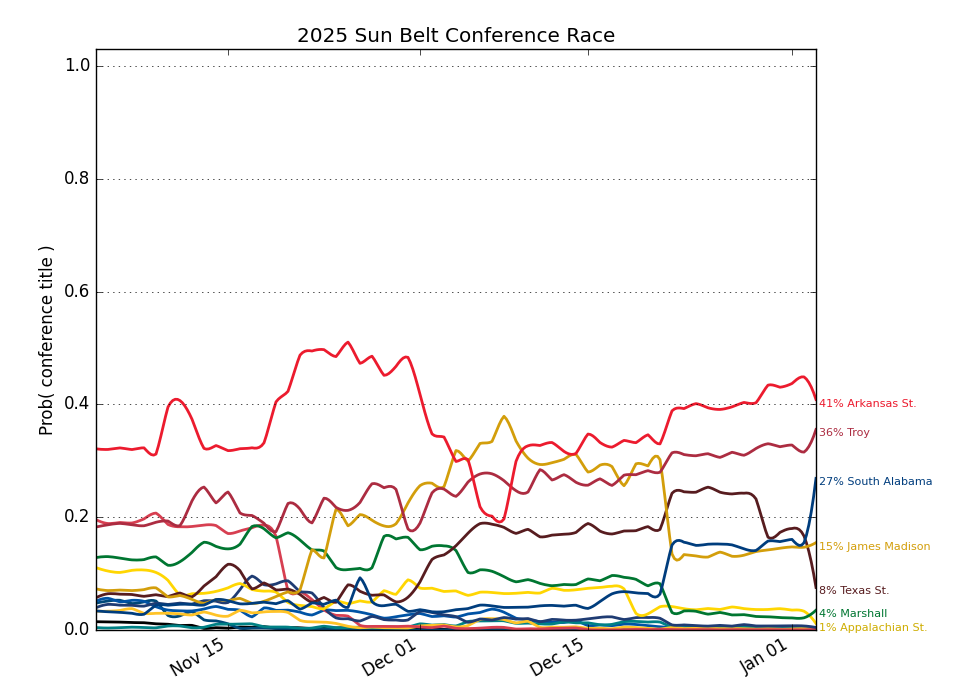 2025 Sun Belt Conference Race
Prob( conference title )
1.0
0.8
0.6
0.4
0.2
0.0
Nov 15
Dec 01
Dec 15
Jan 01
41% Arkansas St.
36% Troy
27% South Alabama
15% James Madison
8% Texas St.
4% Marshall
1% Appalachian St.